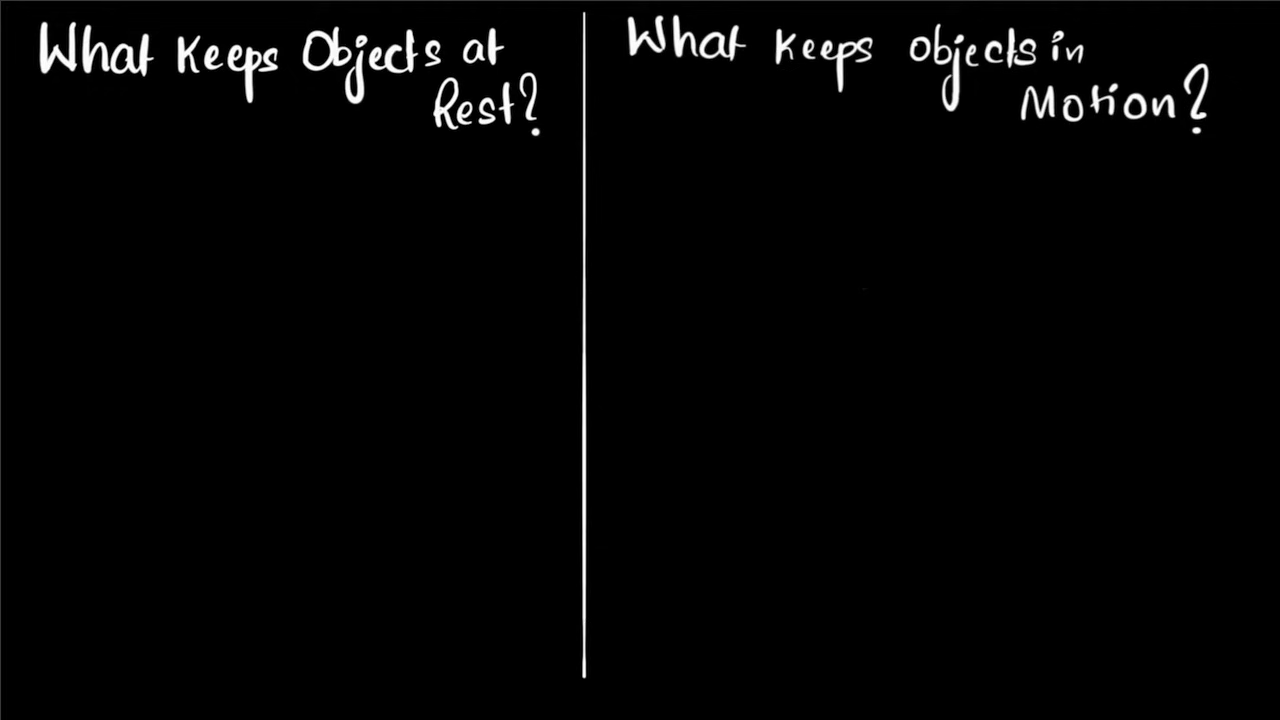 What Keeps Objects at
Rest?
What Keeps objects in
Motion?